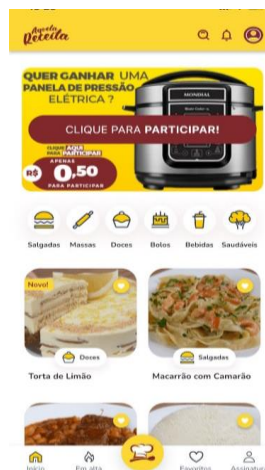 Aquela
Receita
QUER GANHAR UMA
PANELA DE PRESSÃO
ELÉTRICA ?
MONDIAL
CLIQUE PARA PARTICIPAR!
CLIQUE AQUI
PARA PARTICIPAR
APENAS
R$ 0,50
PARA PARTICIPAR
Salgadas Massas Doces Bolos Bebidas Saudáveis
Novo!
Doces Salgadas
Torta de Limão Macarrão com Camarão
Início Em alta Favoritos Assinatura